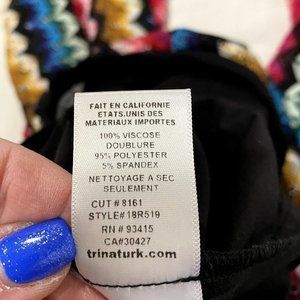 FAIT EN CALIFORNIE
ETATS.UNIS DES
MATERIAUX IMPORTES
100% VISCOSE
DOUBLURE
95% POLYESTER
5% SPANDEX
NETTOYAGE A SEC
SEULEMENT
CUT # 8161
STYLE# 18R519
RN # 93415
CA#30427
trinaturk.com